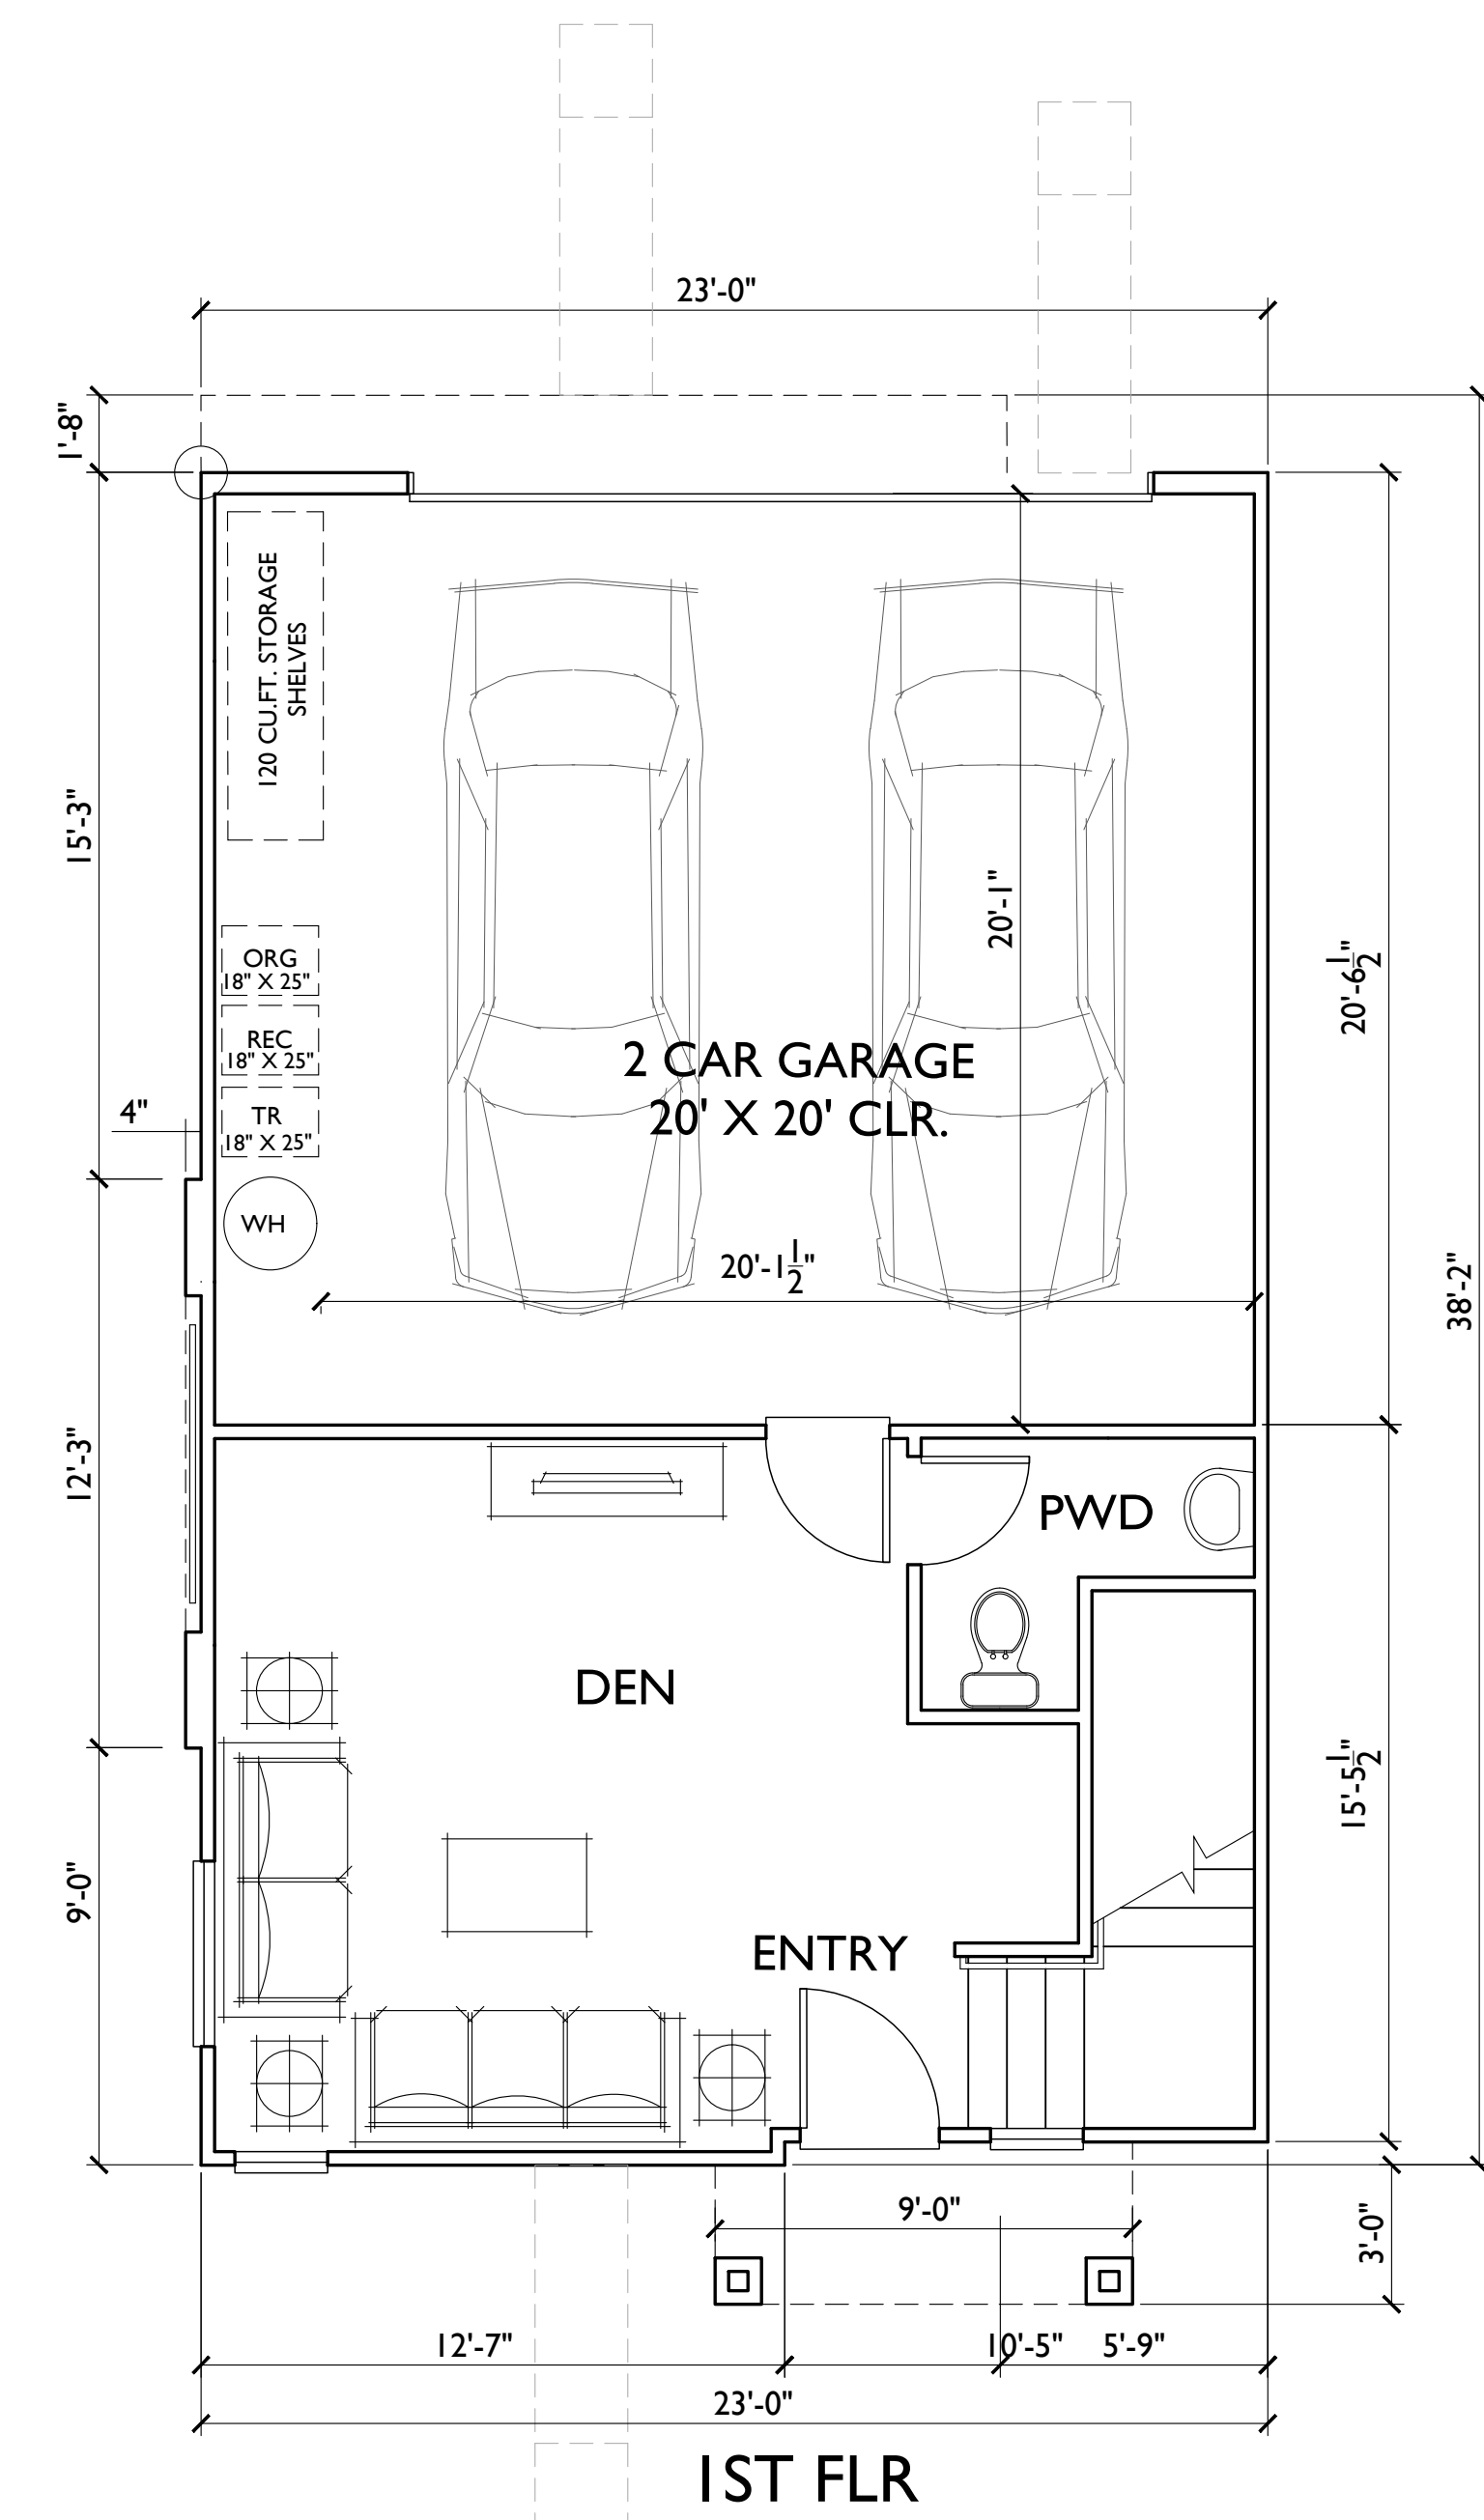 23'-0"
1'-8"
120 CU.FT. STORAGE
SHELVES
15'-3"
20'-1"
ORG
18" X 25"
20'-6 1/2"
REC
18" X 25"
2 CAR GARAGE
20' X 20' CLR.
4"
TR
18" X 25"
WH
20'-1 1/2"
38'-2"
12'-3"
PWD
DEN
15'-5 1/2"
9'-0"
ENTRY
9'-0"
3'-0"
12'-7"
10'-5"
5'-9"
23'-0"
1ST FLR